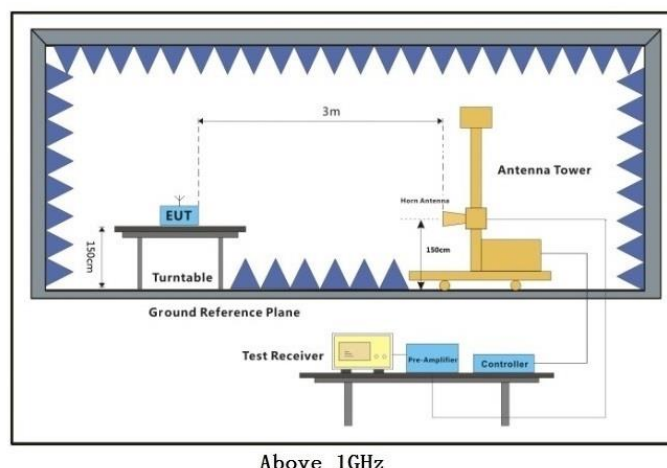 3m
Antenna Tower
Horn Antenna
EUT
150cm
150cm
Turntable
Ground Reference Plane
Test Receiver
Pre-Amplifier
Controller
Above 1GHz